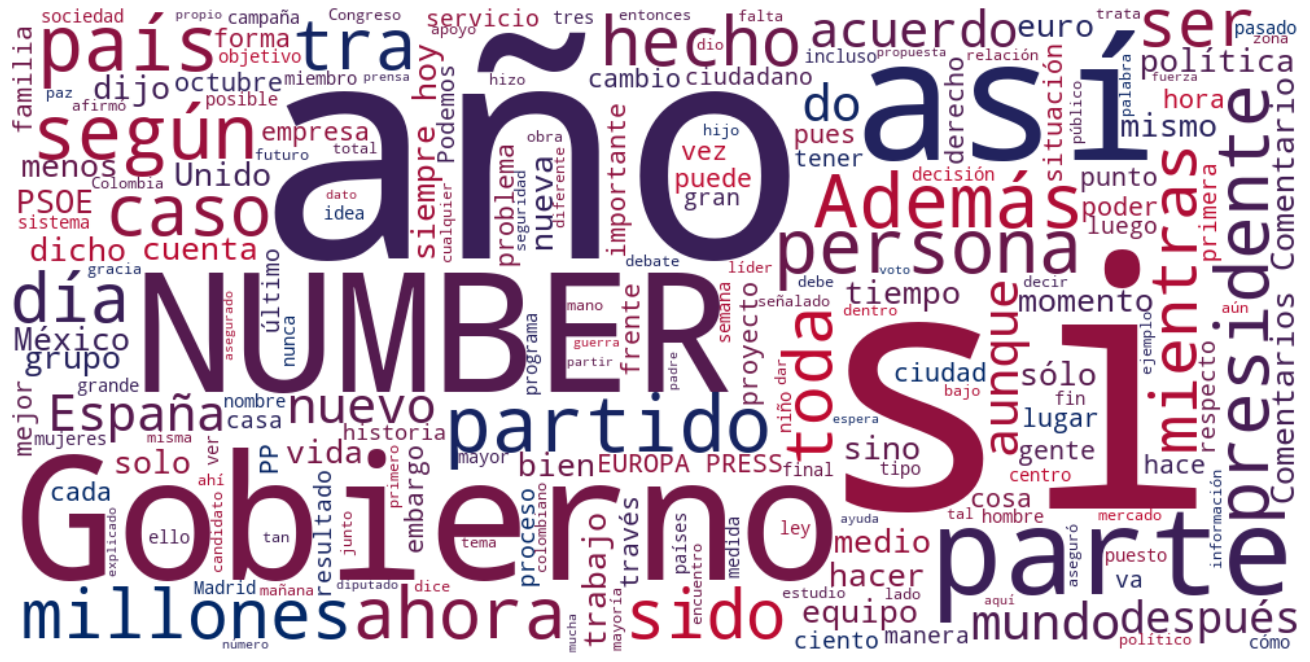 sociedad
propio
campaña
Congreso
servicio
tres
entonces
falta
acuerdo
euro
trata
ser
pasado
zona
país
forma
objetivo
tra
apoyo
hecho
dio
incluso
propuesta
relación
política
fuerza
familia
paz
dijo
octubre
miembro
prensa
hizo
cambio
ciudadano
afirmó
posible
hoy
Podemos
año
así
do
derecho
situación
público
palabra
hora
mismo
Comentario
según
empresa
total
futuro
siempre
cualquier
problema
seguridad
nueva
obra
diferente
importante
hijo
vez
puede
gran
pues
tener
decisión
punto
poder
luego
primera
mientras
presidente
menos
Colombia
Unido
PSOE
sistema
caso
dato
idea
Además
persona
dicho
cuenta
gracia
último
debate
líder
debe
voto
decir
día
NUMBER
asegurado
nunca
mano
guerra
partir
programa
frente
padre
semana
proyecto
señalado
tiempo
dentro
si
momento
aún
México
grupo
grande
toda
aunque
ciudad
bajo
sólo
fin
ejemplo
respecto
Comentarios
mejor
España
nombre
casa
nuevo
partido
niño
dar
espera
lugar
mujeres
misma
ver
PP
vida
historia
mayor
bien
EUROPA PRESS
final
sino
tipo
gente
centro
hace
solo
ahí
primero
embargo
cada
resultado
Gobierno
cosa
tal
hombre
mercado
información
candidato
ello
explicado
tan
junto
tema
proceso
colombiano
trabajo
través
países
medida
ley
ayuda
medio
parte
aseguró
puesto
va
Madrid
mañana
diputado
dice
encuentro
estudio
lado
hacer
aquí
millones
número
ahora
mucha
mayoría
sido
equipo
ciento
manera
mundo
después
político
cómo